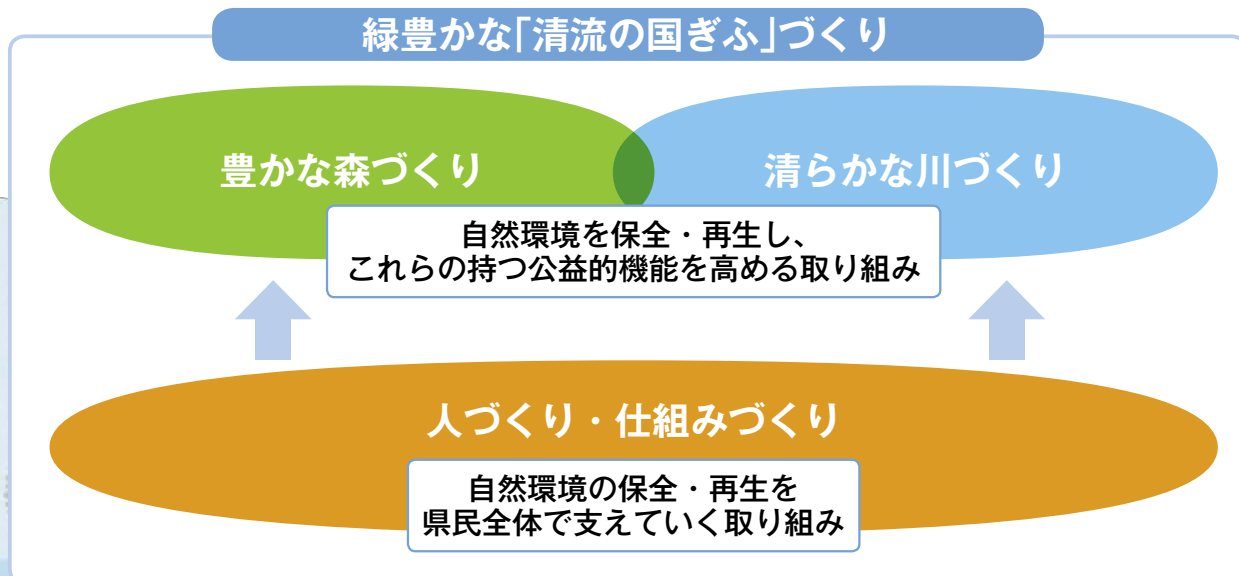 緑豊かな「清流の国ぎふ」づくり
豊かな森づくり
清らかな川づくり
自然環境を保全・再生し、
これらの持つ公益的機能を高める取り組み
人づくり・仕組みづくり
自然環境の保全・再生を
県民全体で支えていく取り組み